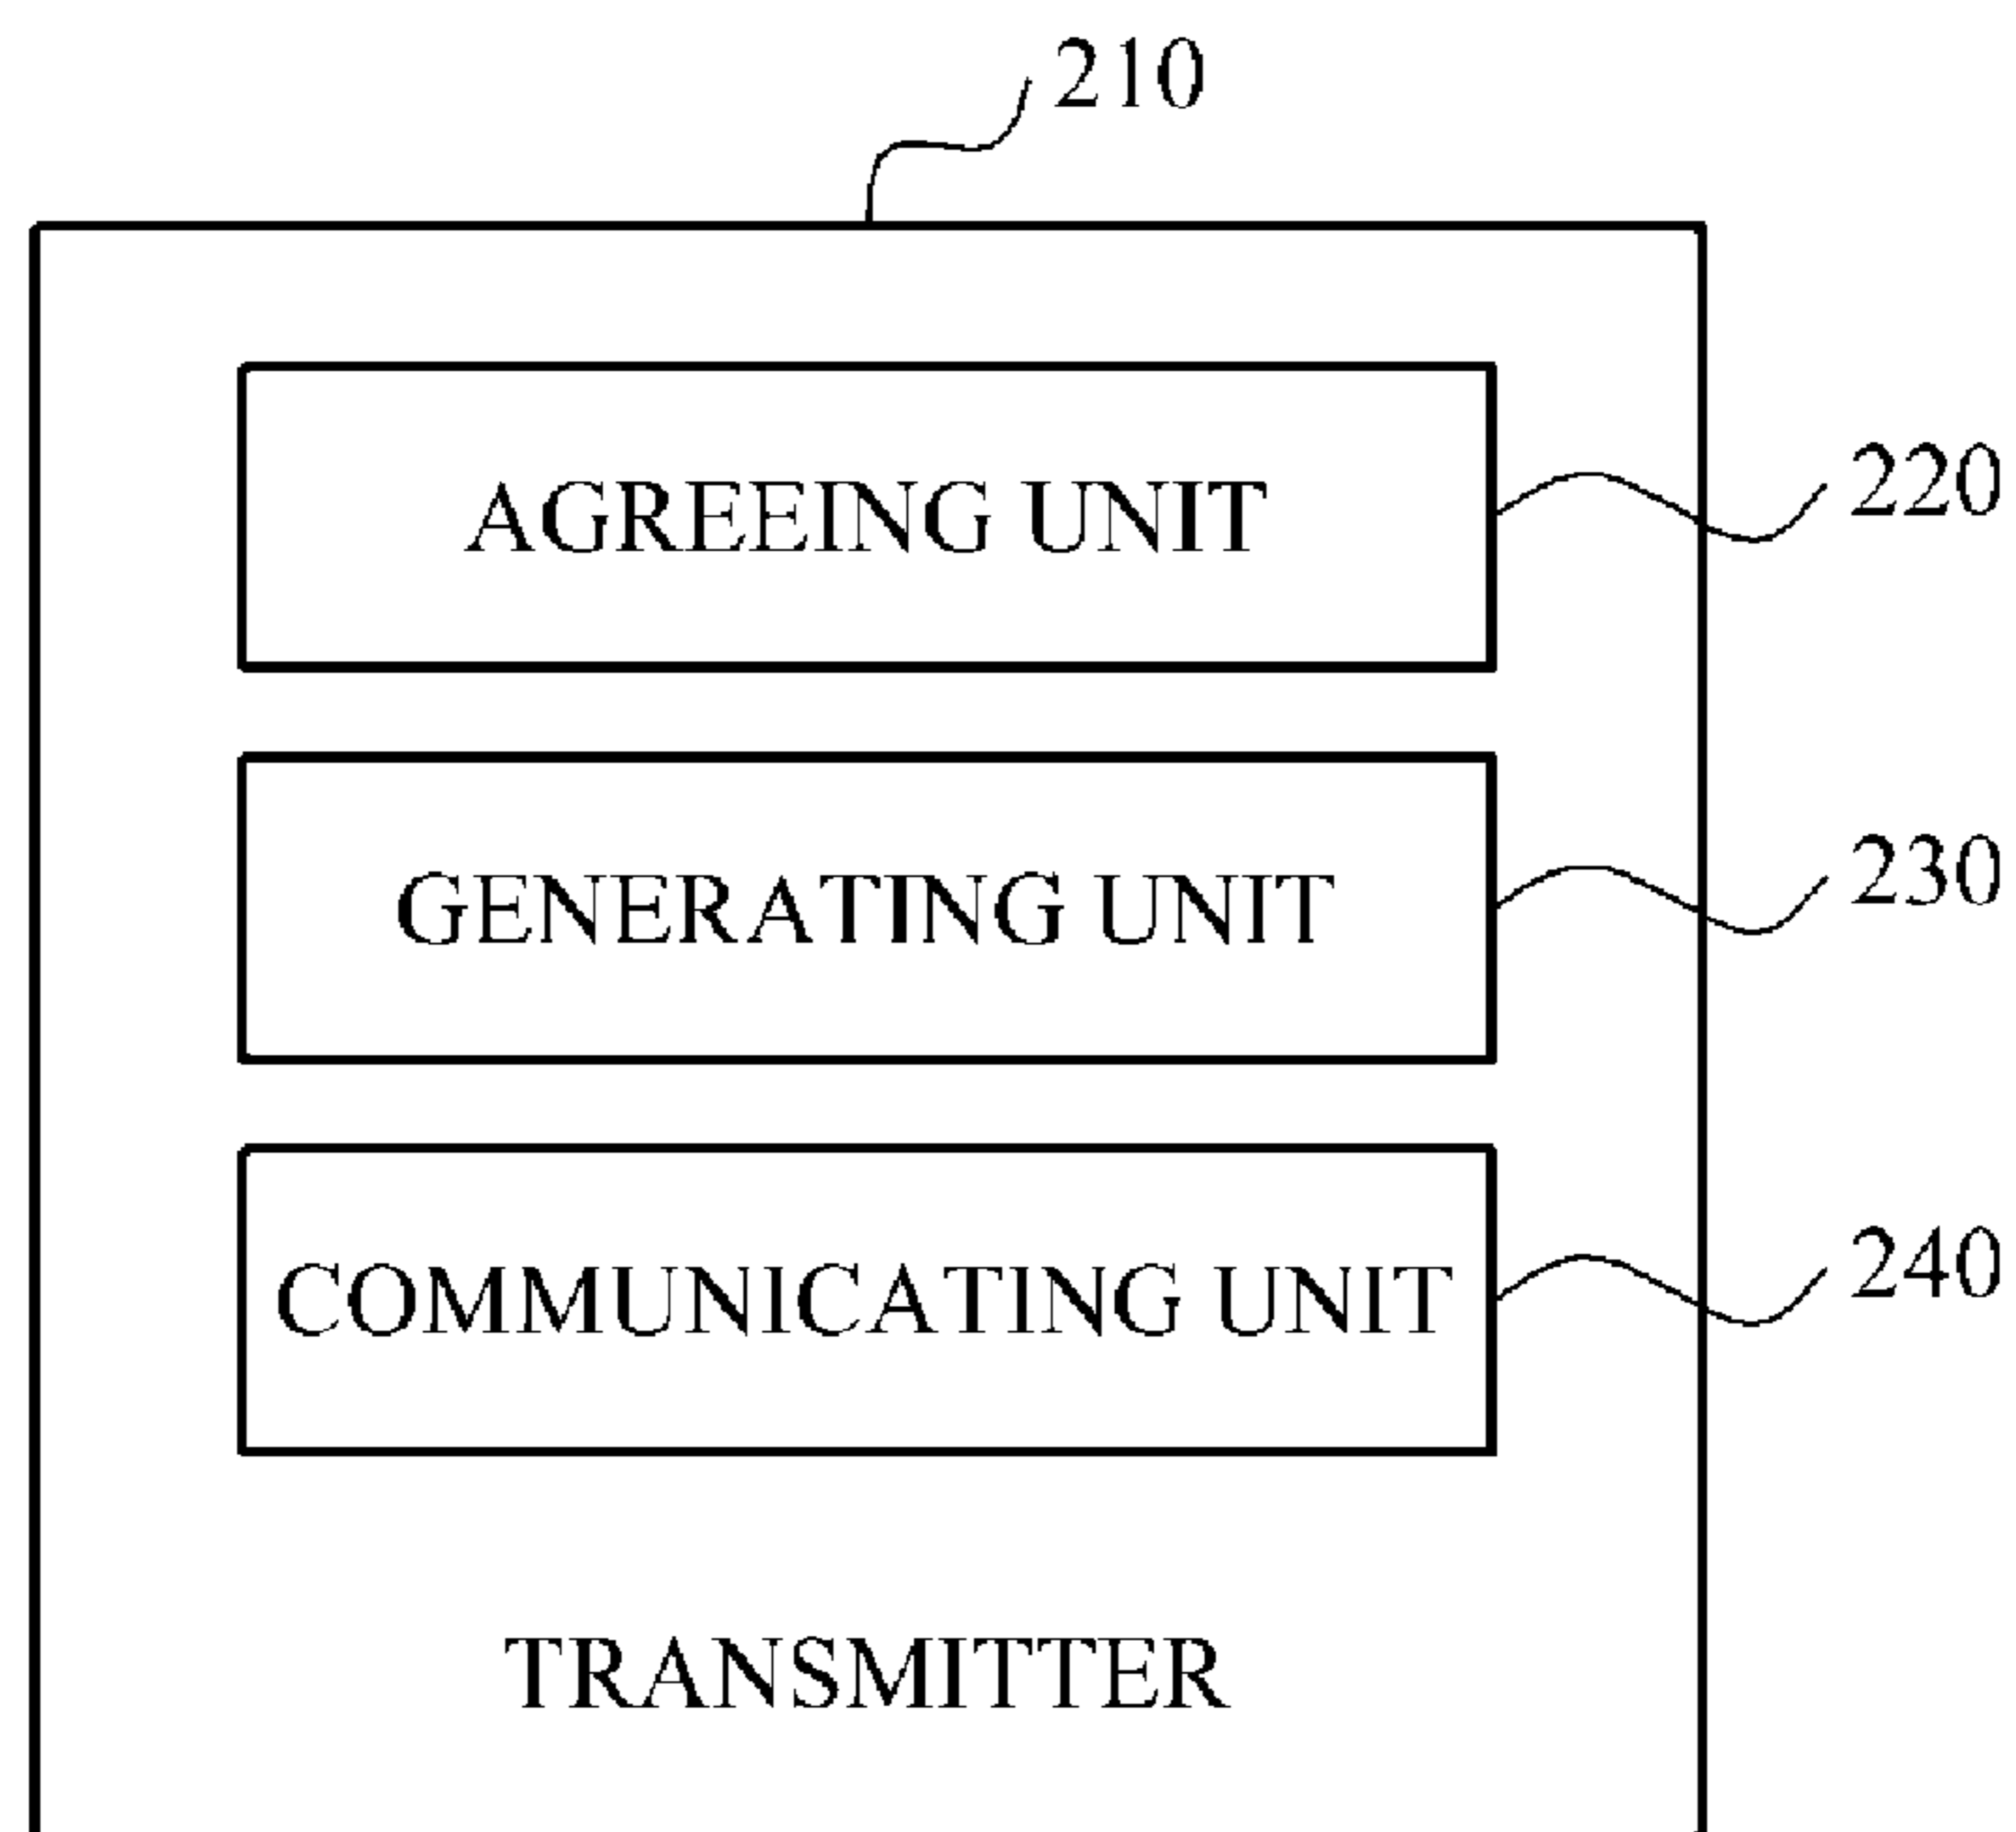 210
AGREEING UNIT
220
GENERATING UNIT
230
COMMUNICATING UNIT
240
TRANSMITTER